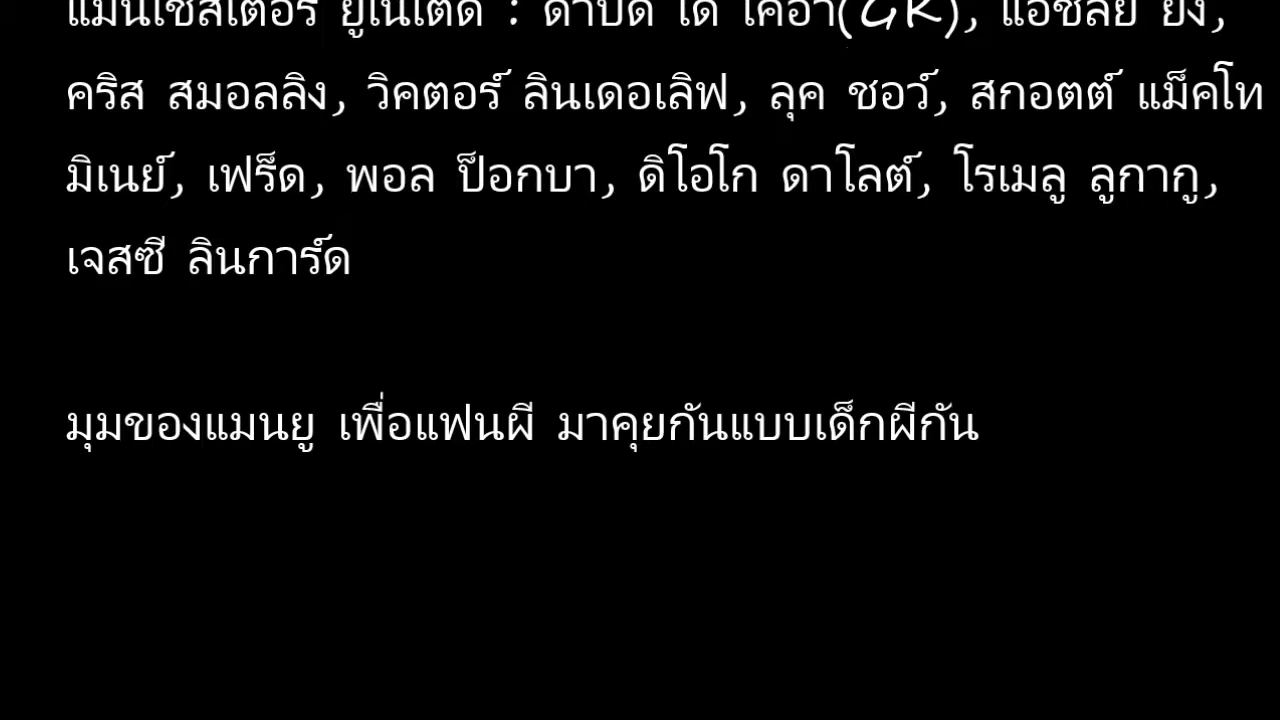 แมนเชสเตอร์ ยูไนเต็ด : ดาบิด เด เคอา(GK), แอชลีย์ ยัง,
คริส สมอลลิง, วิคตอร์ ลินเดอเลิฟ, ลุค ชอว์, สกอตต์ แม็คโท
มิเนย์, เฟร็ด, พอล ป็อกบา, ดิโอโก ดาโลต์, โรเมลู ลูกากู,
เจสซี ลินการ์ด
มุมของแมนยู เพื่อแฟนผี มาคุยกันแบบเด็กผีกัน